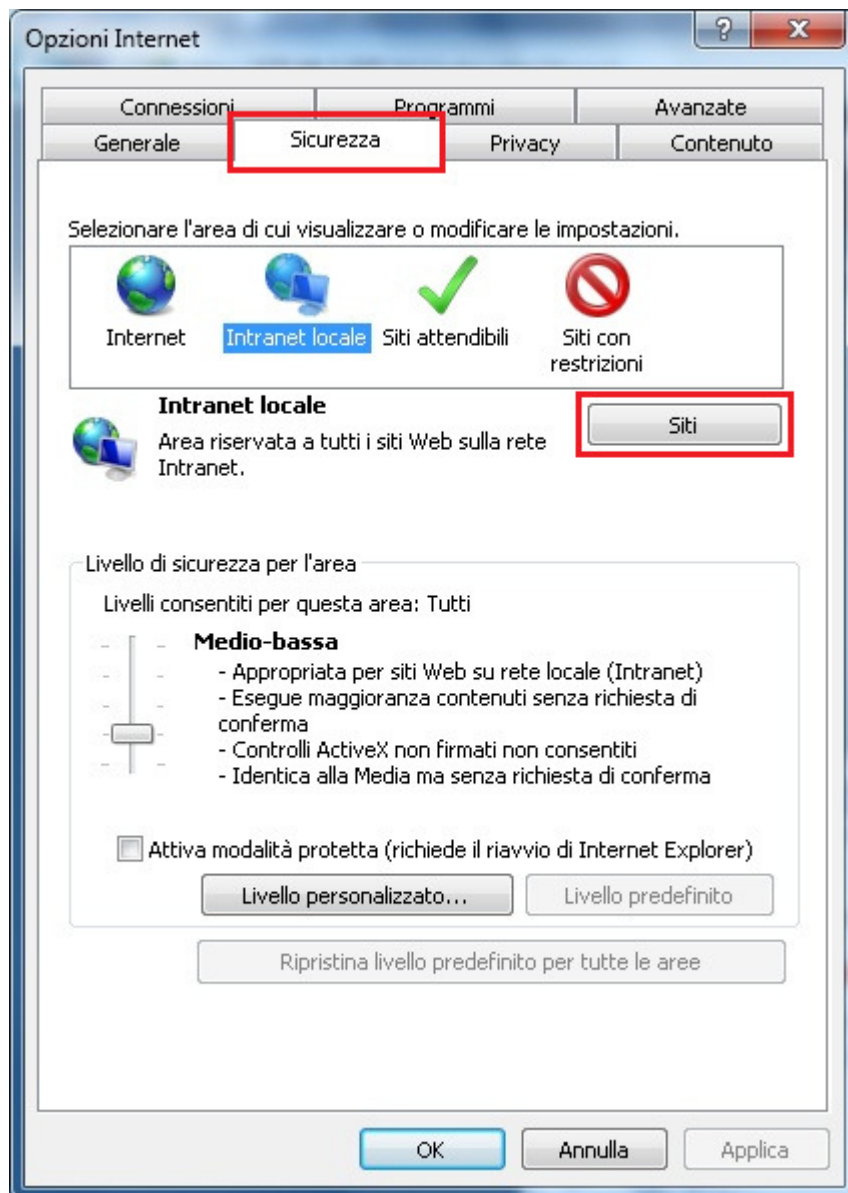 Opzioni Internet
Connessioni Programmi Avanzate
Generale Sicurezza Privacy Contenuto
Selezionare l'area di cui visualizzare o modificare le impostazioni.
Internet Intranet locale Siti attendibili Siti con
restrizioni
Intranet locale
Siti
Area riservata a tutti i siti Web sulla rete
Intranet.
Livello di sicurezza per l'area
Livelli consentiti per questa area: Tutti
Medio-bassa
- Appropriata per siti Web su rete locale (Intranet)
- Esegue maggioranza contenuti senza richiesta di
conferma
- Controlli ActiveX non firmati non consentiti
- Identica alla Media ma senza richiesta di conferma
Attiva modalità protetta (richiede il riavvio di Internet Explorer)
Livello personalizzato... Livello predefinito
Ripristina livello predefinito per tutte le aree
OK Annulla Applica